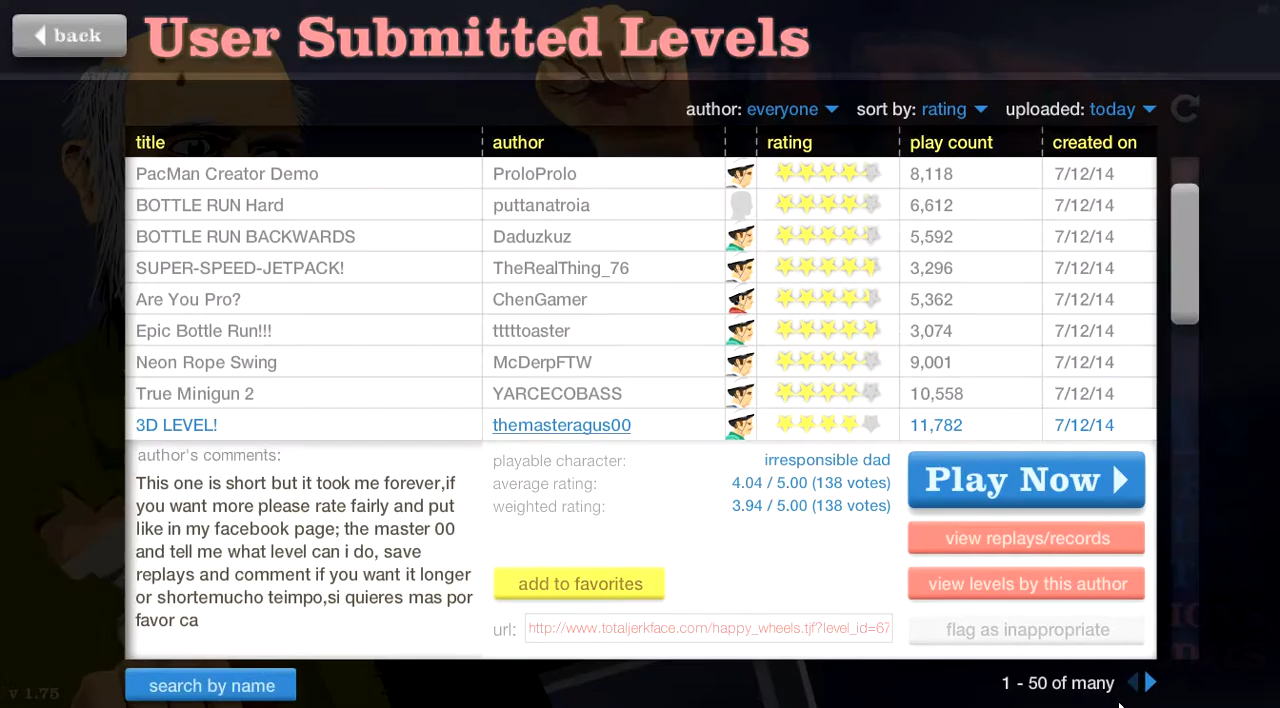 back
User Submitted Levels
author: everyone sort by: rating uploaded: today
title author rating play count created on
PacMan Creator Demo ProloProlo 8,118 7/12/14
BOTTLE RUN Hard puttanatroia 6,612 7/12/14
BOTTLE RUN BACKWARDS Daduzkuz 5,592 7/12/14
SUPER-SPEED-JETPACK! TheRealThing_76 3,296 7/12/14
Are You Pro? ChenGamer 5,362 7/12/14
Epic Bottle Run!!! tttttoaster 3,074 7/12/14
Neon Rope Swing McDerpFTW 9,001 7/12/14
True Minigun 2 YARCECOBASS 10,558 7/12/14
3D LEVEL! themasteragus00 11,782 7/12/14
author's comments:
This one is short but it took me forever,if
you want more please rate fairly and put
like in my facebook page; the master 00
and tell me what level can i do, save
replays and comment if you want it longer
or shortemucho teimpo,si quieres mas por
favor ca
playable character: irresponsible dad
average rating: 4.04 / 5.00 (138 votes)
weighted rating: 3.94 / 5.00 (138 votes)
add to favorites
url: http://www.totaljerkface.com/happy_wheels.tjf?level_id=67
Play Now
view replays/records
view levels by this author
flag as inappropriate
v 1.75
search by name
1 - 50 of many